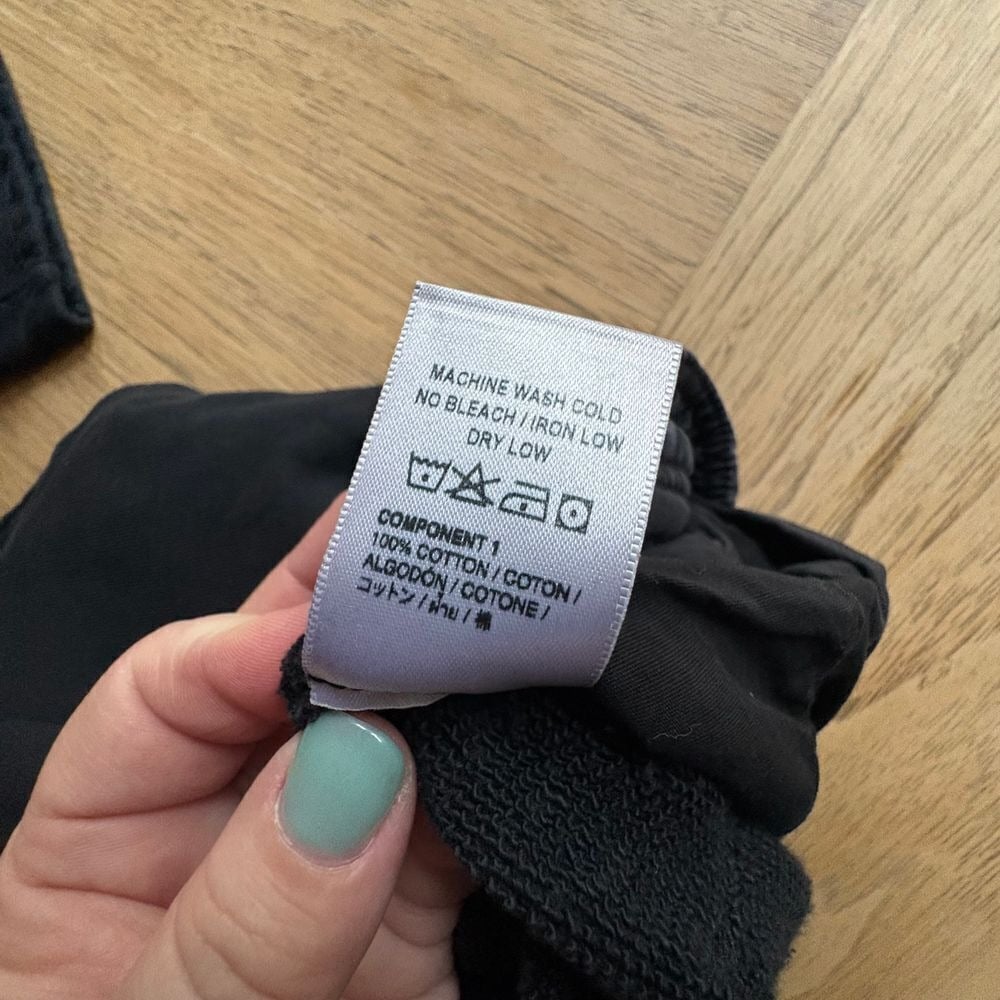 MACHINE WASH COLD
NO BLEACH / IRON LOW
DRY LOW
COMPONENT 1
100% COTTON / COTON /
ALGODÓN / COTONE /
コットン / ฝ้าย / 棉